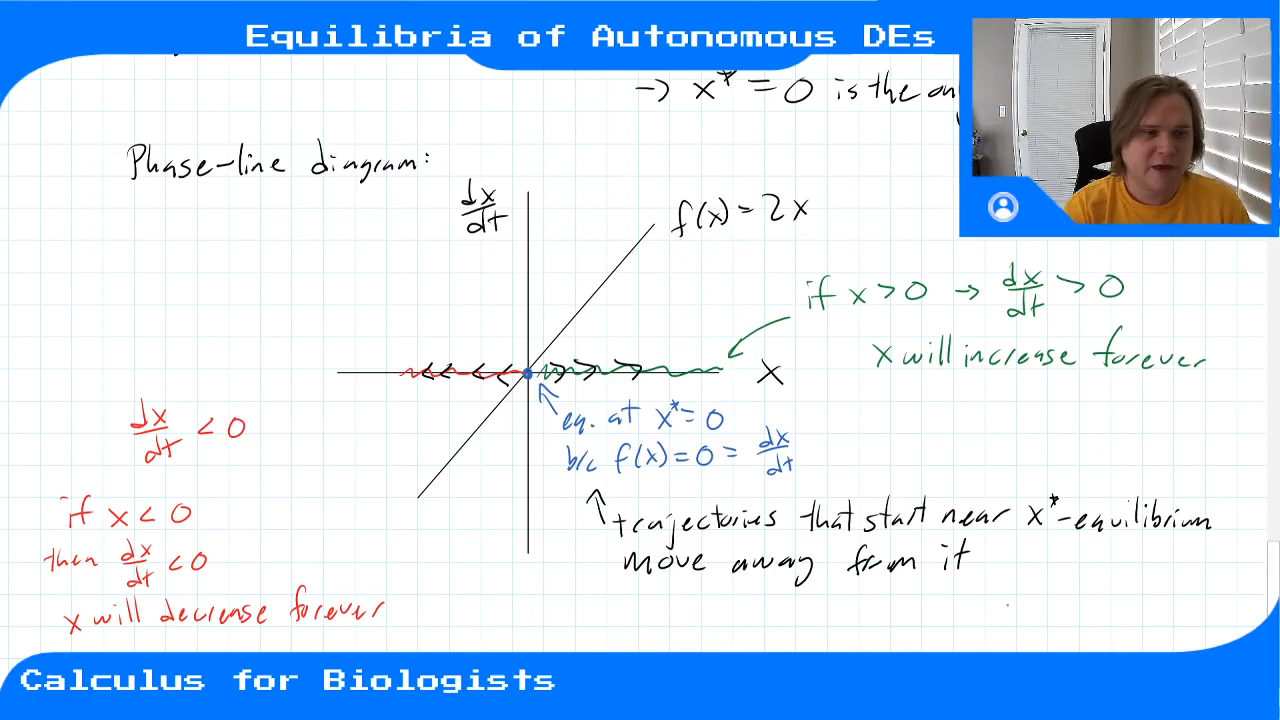 Equilibria of Autonomous DEs
→ x* = 0 is the on
Phase-line diagram:
dx/dt
f(x) = 2x
if x > 0 → dx/dt > 0
x will increase forever
x
eq. at x* = 0
b/c f(x) = 0 = dx/dt
dx/dt < 0
if x < 0
then dx/dt < 0
x will decrease forever
trajectories that start near x*-equilibrium
move away from it
Calculus for Biologists